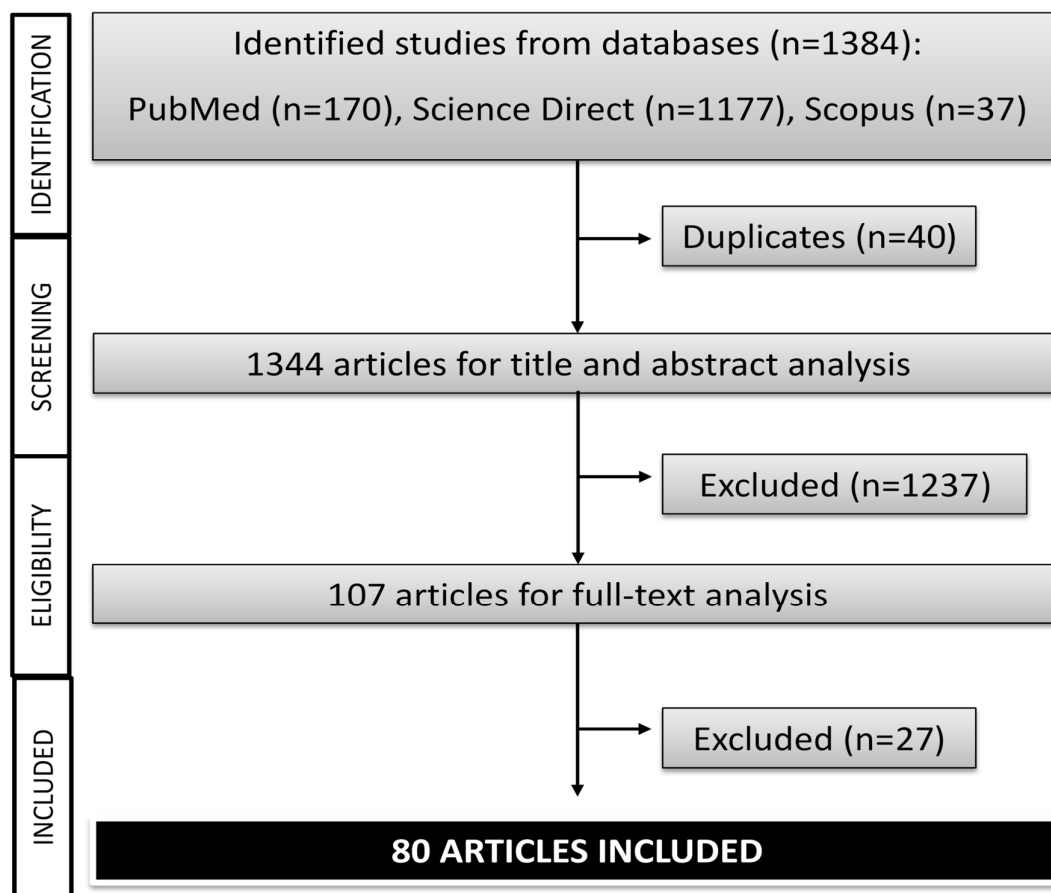 IDENTIFICATION
Identified studies from databases (n=1384):
PubMed (n=170), Science Direct (n=1177), Scopus (n=37)
Duplicates (n=40)
SCREENING
1344 articles for title and abstract analysis
Excluded (n=1237)
ELIGIBILITY
107 articles for full-text analysis
Excluded (n=27)
INCLUDED
80 ARTICLES INCLUDED